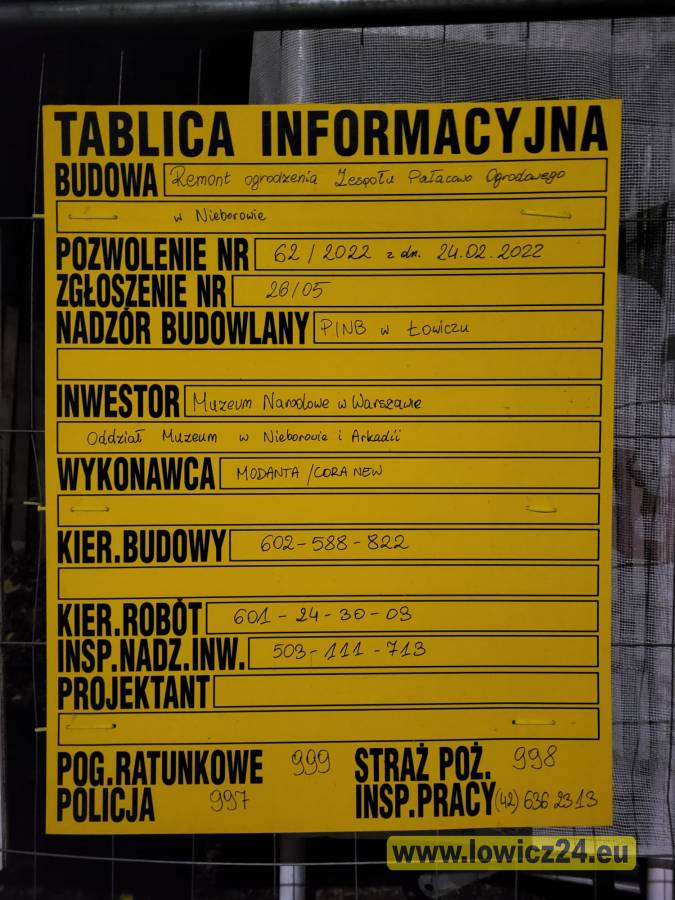 TABLICA INFORMACYJNA
BUDOWA Remont ogrodzenia Zespołu Pałacowo Ogrodowego
w Nieborowie
POZWOLENIE NR 62/2022 z dn. 24.02.2022
ZGŁOSZENIE NR 26/05
NADZÓR BUDOWLANY PINB w Łowiczu
INWESTOR Muzeum Narodowe w Warszawie
Oddział Muzeum w Nieborowie i Arkadii
WYKONAWCA MODANTA /CORA NEW
KIER.BUDOWY 602-588-822
KIER.ROBÓT 601-24-30-03
INSP.NADZ.INW. 503-111-713
PROJEKTANT
POG.RATUNKOWE 999 STRAŻ POŻ. 998
POLICJA 997 INSP.PRACY (42) 636 23 13
www.lowicz24.eu